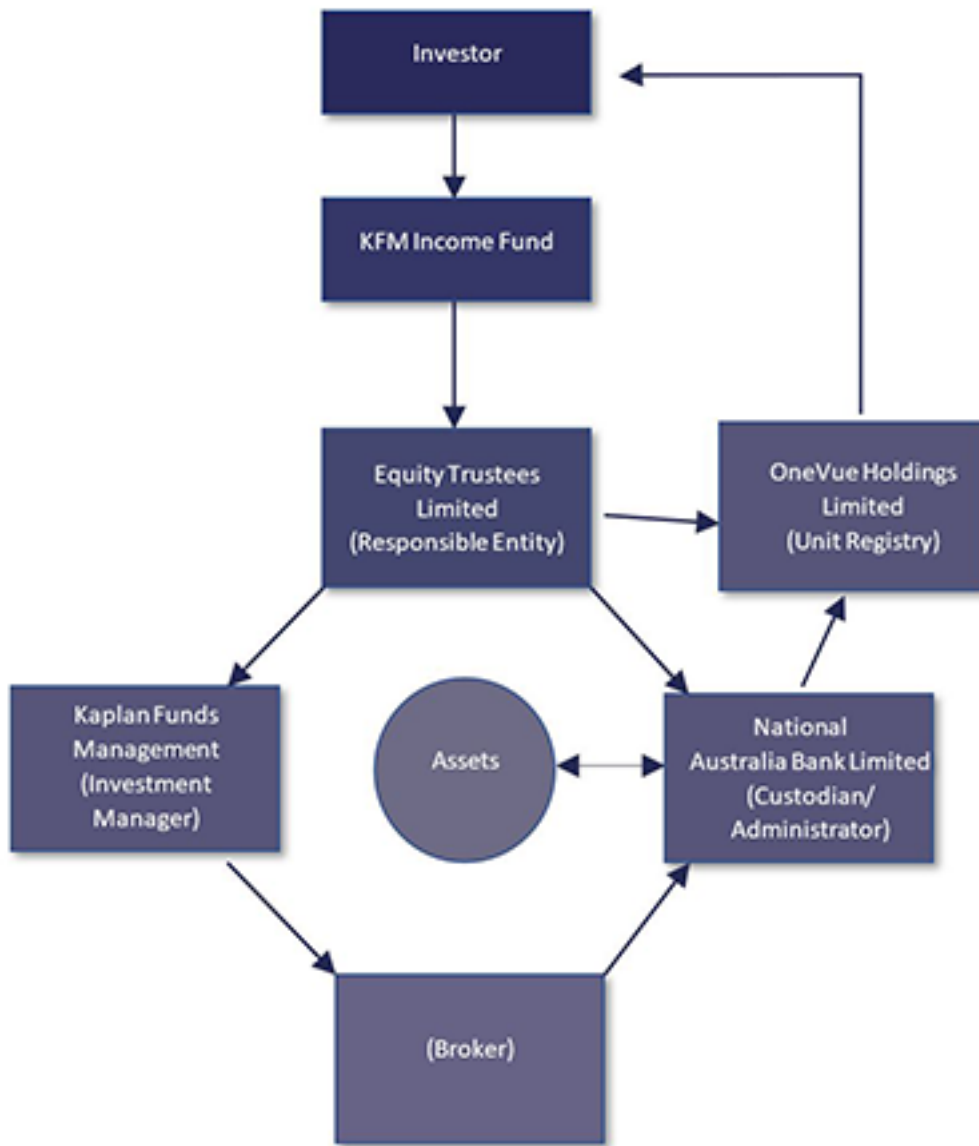 Investor
KFM Income Fund
Equity Trustees
Limited
(Responsible Entity)
OneVue Holdings
Limited
(Unit Registry)
Kaplan Funds
Management
(Investment
Manager)
Assets
National
Australia Bank Limited
(Custodian/
Administrator)
(Broker)